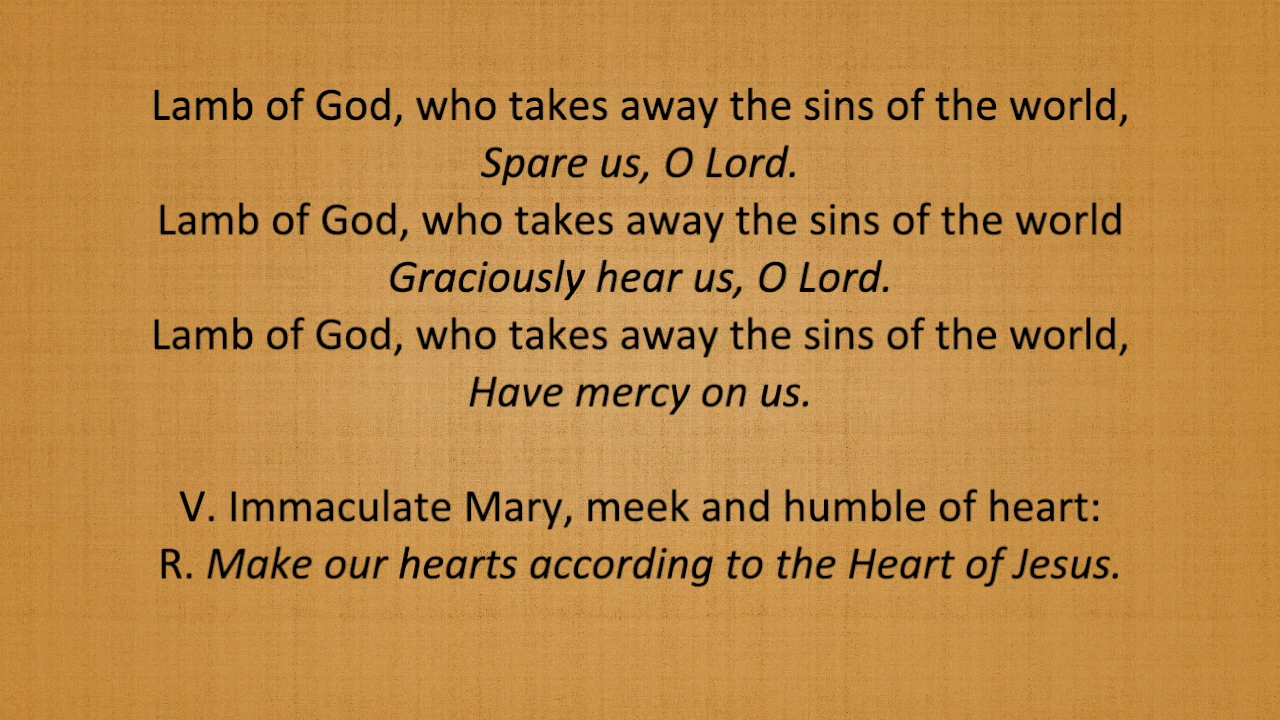 Lamb of God, who takes away the sins of the world,
Spare us, O Lord.
Lamb of God, who takes away the sins of the world
Graciously hear us, O Lord.
Lamb of God, who takes away the sins of the world,
Have mercy on us.
V. Immaculate Mary, meek and humble of heart:
R. Make our hearts according to the Heart of Jesus.